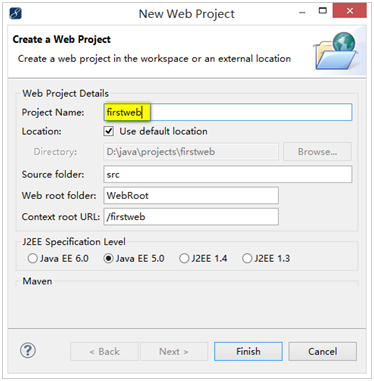 New Web Project
Create a Web Project
Create a web project in the workspace or an external location
Web Project Details
Project Name: firstweb
Location: Use default location
Directory: D:\java\projects\firstweb Browse...
Source folder: src
Web root folder: WebRoot
Context root URL: /firstweb
J2EE Specification Level
Java EE 6.0 Java EE 5.0 J2EE 1.4 J2EE 1.3
Maven
< Back Next > Finish Cancel